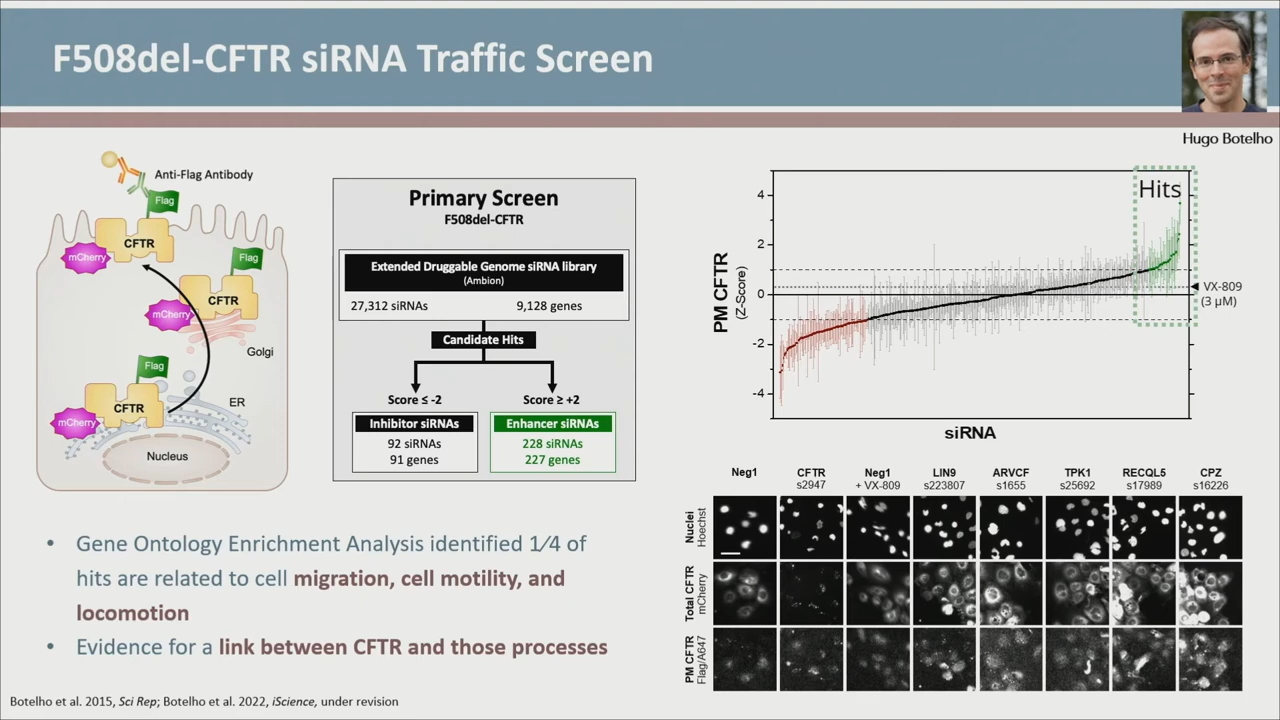 F508del-CFTR siRNA Traffic Screen
Hugo Botelho
Anti-Flag Antibody
Flag
CFTR
mCherry
Flag
CFTR
mCherry
Golgi
Flag
ER
CFTR
mCherry
Nucleus
Primary Screen
F508del-CFTR
Extended Druggable Genome siRNA library
(Ambion)
27,312 siRNAs 9,128 genes
Candidate Hits
Score ≤ -2 Score ≥ +2
Inhibitor siRNAs Enhancer siRNAs
92 siRNAs 228 siRNAs
91 genes 227 genes
Hits
PM CFTR
(Z-Score)
4
2
0
-2
-4
VX-809
(3 µM)
siRNA
Neg1 CFTR Neg1 LIN9 ARVCF TPK1 RECQL5 CPZ
s2947 + VX-809 s223807 s1655 s25692 s17989 s16226
Nuclei
Hoechst
Total CFTR
mCherry
PM CFTR
Flag/A647
• Gene Ontology Enrichment Analysis identified 1⁄4 of
hits are related to cell migration, cell motility, and
locomotion
• Evidence for a link between CFTR and those processes
Botelho et al. 2015, Sci Rep; Botelho et al. 2022, iScience, under revision